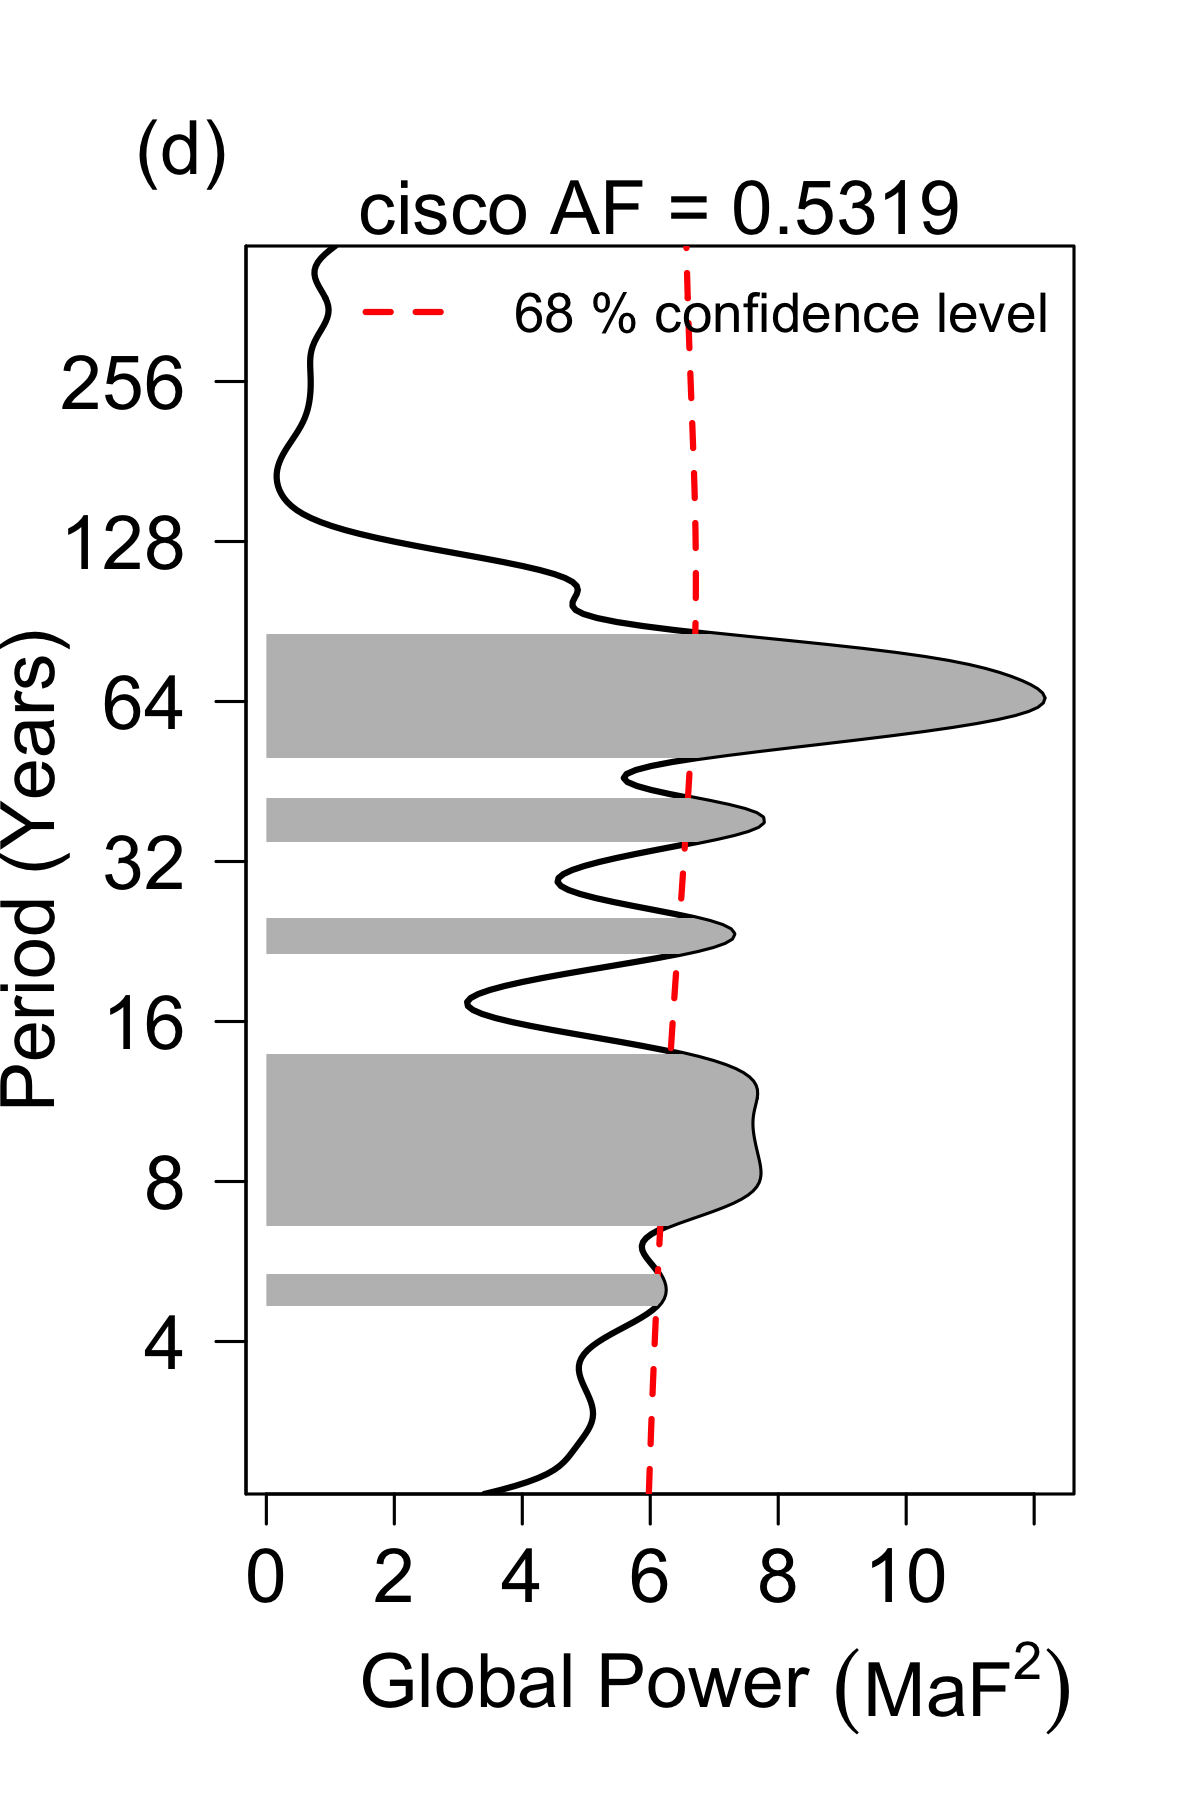 (d)
cisco AF = 0.5319
68 % confidence level
256
128
64
32
16
8
4
Period (Years)
0 2 4 6 8 10
Global Power (MaF²)